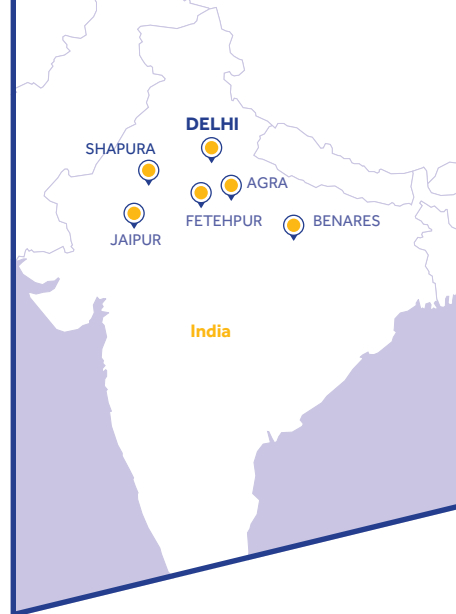 DELHI
SHAPURA
AGRA
FETEHPUR
BENARES
JAIPUR
India